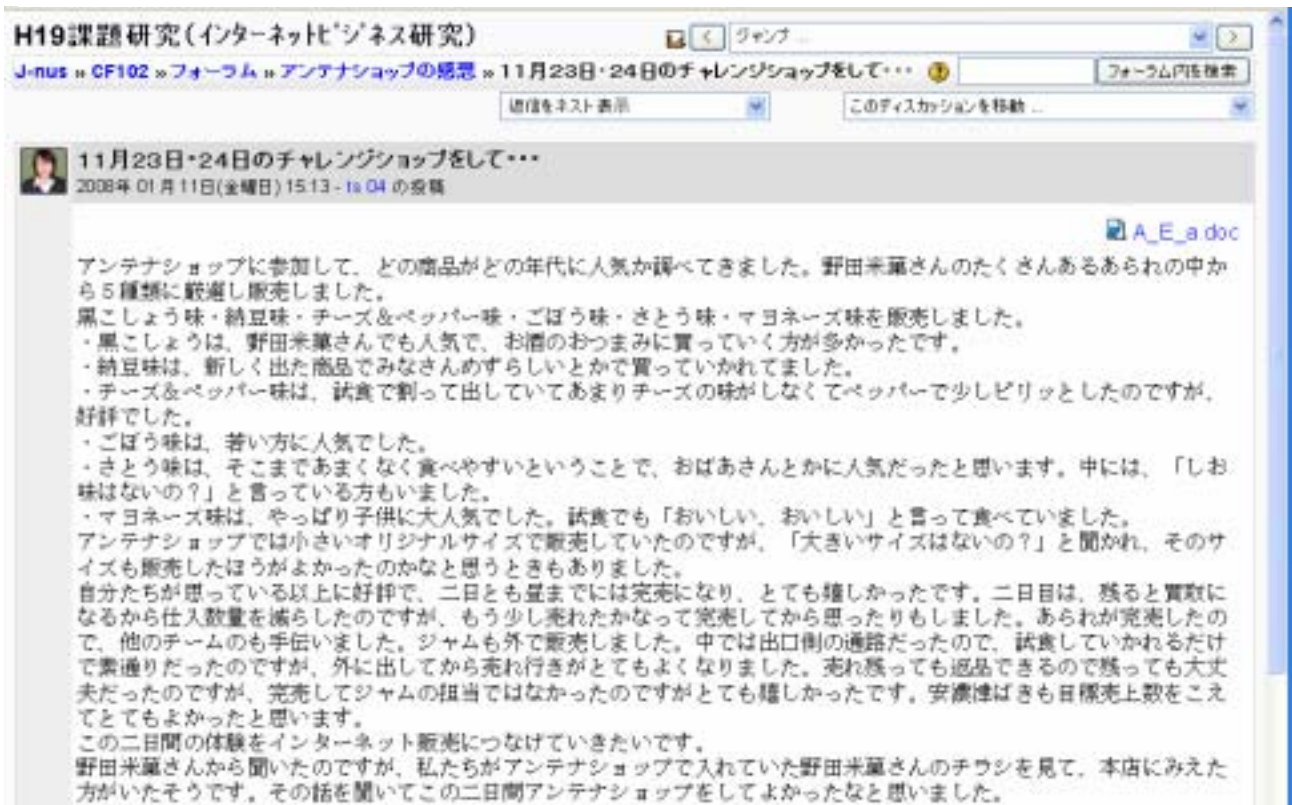 H19課題研究(インターネットビジネス研究)
ジャンプ ...
J-nus » CF102 » フォーラム » アンテナショップの感想 » 11月23日・24日のチャレンジショップをして・・・
フォーラム内を検索
返信をネスト表示
このディスカッションを移動 ...
11月23日・24日のチャレンジショップをして・・・
2008年 01月 11日(金曜日) 15:13 - ts 04 の投稿
A_E_a.doc
アンテナショップに参加して、どの商品がどの年代に人気か調べてきました。野田米菓さんのたくさんあるあられの中か
ら5種類に厳選し販売しました。
黒こしょう味・納豆味・チーズ&ペッパー味・ごぼう味・さとう味・マヨネーズ味を販売しました。
・黒こしょうは、野田米菓さんでも人気で、お酒のおつまみに買っていく方が多かったです。
・納豆味は、新しく出た商品でみなさんめずらしいとかで買っていかれてました。
・チーズ&ペッパー味は、試食で割って出していてあまりチーズの味がしなくてペッパーで少しピリッとしたのですが、
好評でした。
・ごぼう味は、若い方に人気でした。
・さとう味は、そこまであまくなく食べやすいということで、おばあさんとかに人気だったと思います。中には、「しお
味はないの?」と言っている方もいました。
・マヨネーズ味は、やっぱり子供に大人気でした。試食でも「おいしい、おいしい」と言って食べていました。
アンテナショップでは小さいオリジナルサイズで販売していたのですが、「大きいサイズはないの?」と聞かれ、そのサ
イズも販売したほうがよかったのかなと思うときもありました。
自分たちが思っている以上に好評で、二日とも昼までには完売になり、とても嬉しかったです。二日目は、残ると買取に
なるから仕入数量を減らしたのですが、もう少し売れたかなって完売してから思ったりもしました。あられが完売したの
で、他のチームのも手伝いました。ジャムも外で販売しました。中では出口側の通路だったので、試食していかれるだけ
で素通りだったのですが、外に出してから売れ行きがとてもよくなりました。売れ残っても返品できるので残っても大丈
夫だったのですが、完売してジャムの担当ではなかったのですがとても嬉しかったです。安濃津ばきも目標売上数をこえ
てとてもよかったと思います。
この二日間の体験をインターネット販売につなげていきたいです。
野田米菓さんから聞いたのですが、私たちがアンテナショップで入れていた野田米菓さんのチラシを見て、本店にみえた
方がいたそうです。その話を聞いてこの二日間アンテナショップをしてよかったなと思いました。